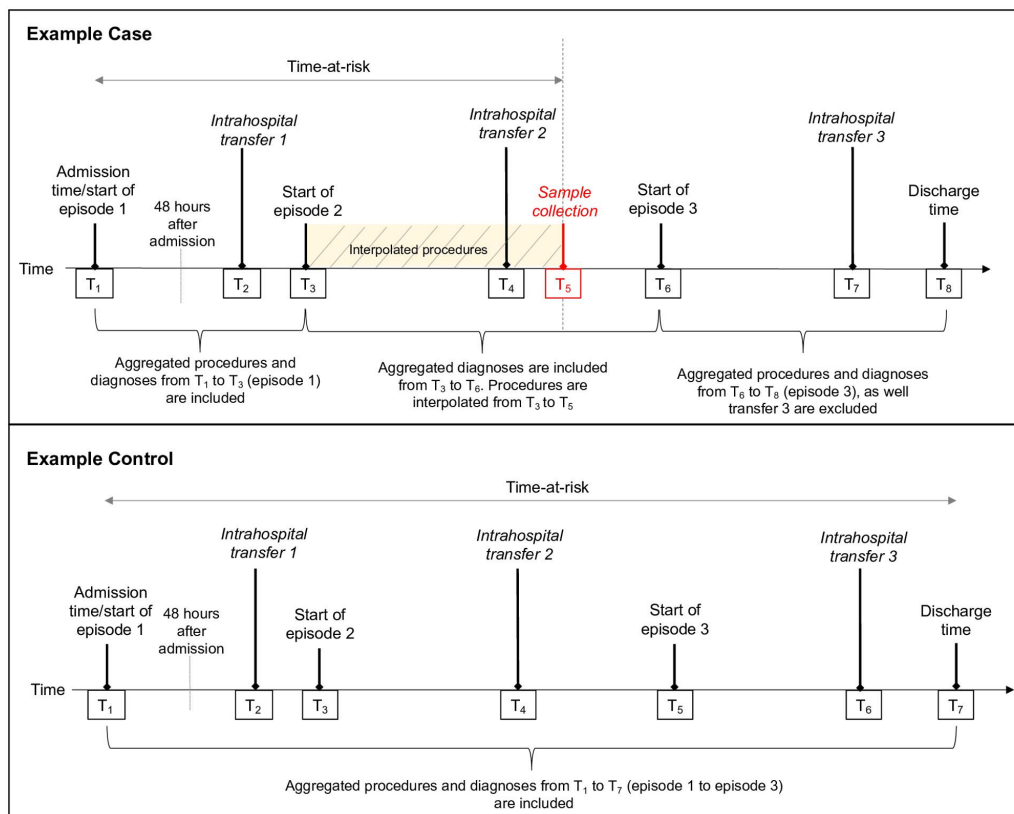 Example Case
Time-at-risk
Intrahospital
transfer 1
Intrahospital
transfer 2
Intrahospital
transfer 3
Admission
time/start of
episode 1
48 hours
after
admission
Start of
episode 2
Sample
collection
Start of
episode 3
Discharge
time
Interpolated procedures
Time
T₁
T₂
T₃
T₄
T₅
T₆
T₇
T₈
Aggregated procedures and
diagnoses from T₁ to T₃ (episode 1)
are included
Aggregated diagnoses are included
from T₃ to T₆. Procedures are
interpolated from T₃ to T₅
Aggregated procedures and diagnoses
from T₆ to T₈ (episode 3), as well
transfer 3 are excluded
Example Control
Time-at-risk
Intrahospital
transfer 1
Intrahospital
transfer 2
Intrahospital
transfer 3
Admission
time/start of
episode 1
48 hours
after
admission
Start of
episode 2
Start of
episode 3
Discharge
time
Time
T₁
T₂
T₃
T₄
T₅
T₆
T₇
Aggregated procedures and diagnoses from T₁ to T₇ (episode 1 to episode 3)
are included